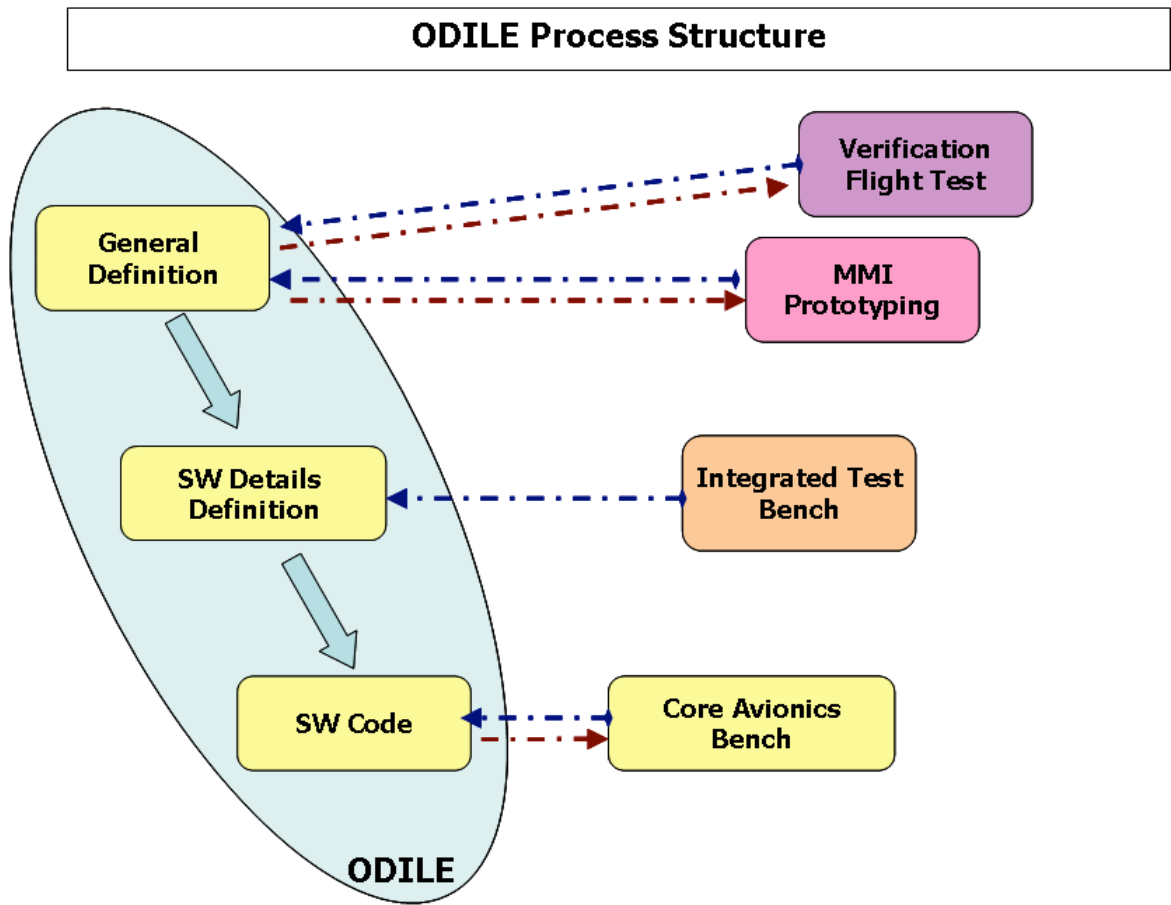 ODILE Process Structure
Verification
Flight Test
General
Definition
MMI
Prototyping
SW Details
Definition
Integrated Test
Bench
SW Code
Core Avionics
Bench
ODILE